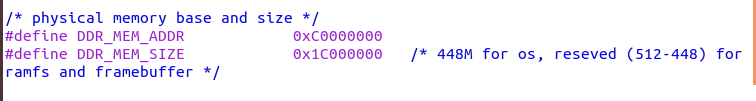 /* physical memory base and size */
#define DDR_MEM_ADDR            0xC0000000
#define DDR_MEM_SIZE            0x1C000000   /* 448M for os, reseved (512-448) for
ramfs and framebuffer */